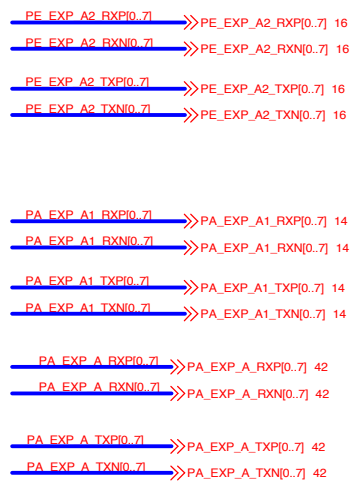 PE_EXP_A2_RXP[0..7] PE_EXP_A2_RXP[0..7] 16
PE_EXP_A2_RXN[0..7] PE_EXP_A2_RXN[0..7] 16
PE_EXP_A2_TXP[0..7] PE_EXP_A2_TXP[0..7] 16
PE_EXP_A2_TXN[0..7] PE_EXP_A2_TXN[0..7] 16
PA_EXP_A1_RXP[0..7] PA_EXP_A1_RXP[0..7] 14
PA_EXP_A1_RXN[0..7] PA_EXP_A1_RXN[0..7] 14
PA_EXP_A1_TXP[0..7] PA_EXP_A1_TXP[0..7] 14
PA_EXP_A1_TXN[0..7] PA_EXP_A1_TXN[0..7] 14
PA_EXP_A_RXP[0..7] PA_EXP_A_RXP[0..7] 42
PA_EXP_A_RXN[0..7] PA_EXP_A_RXN[0..7] 42
PA_EXP_A_TXP[0..7] PA_EXP_A_TXP[0..7] 42
PA_EXP_A_TXN[0..7] PA_EXP_A_TXN[0..7] 42